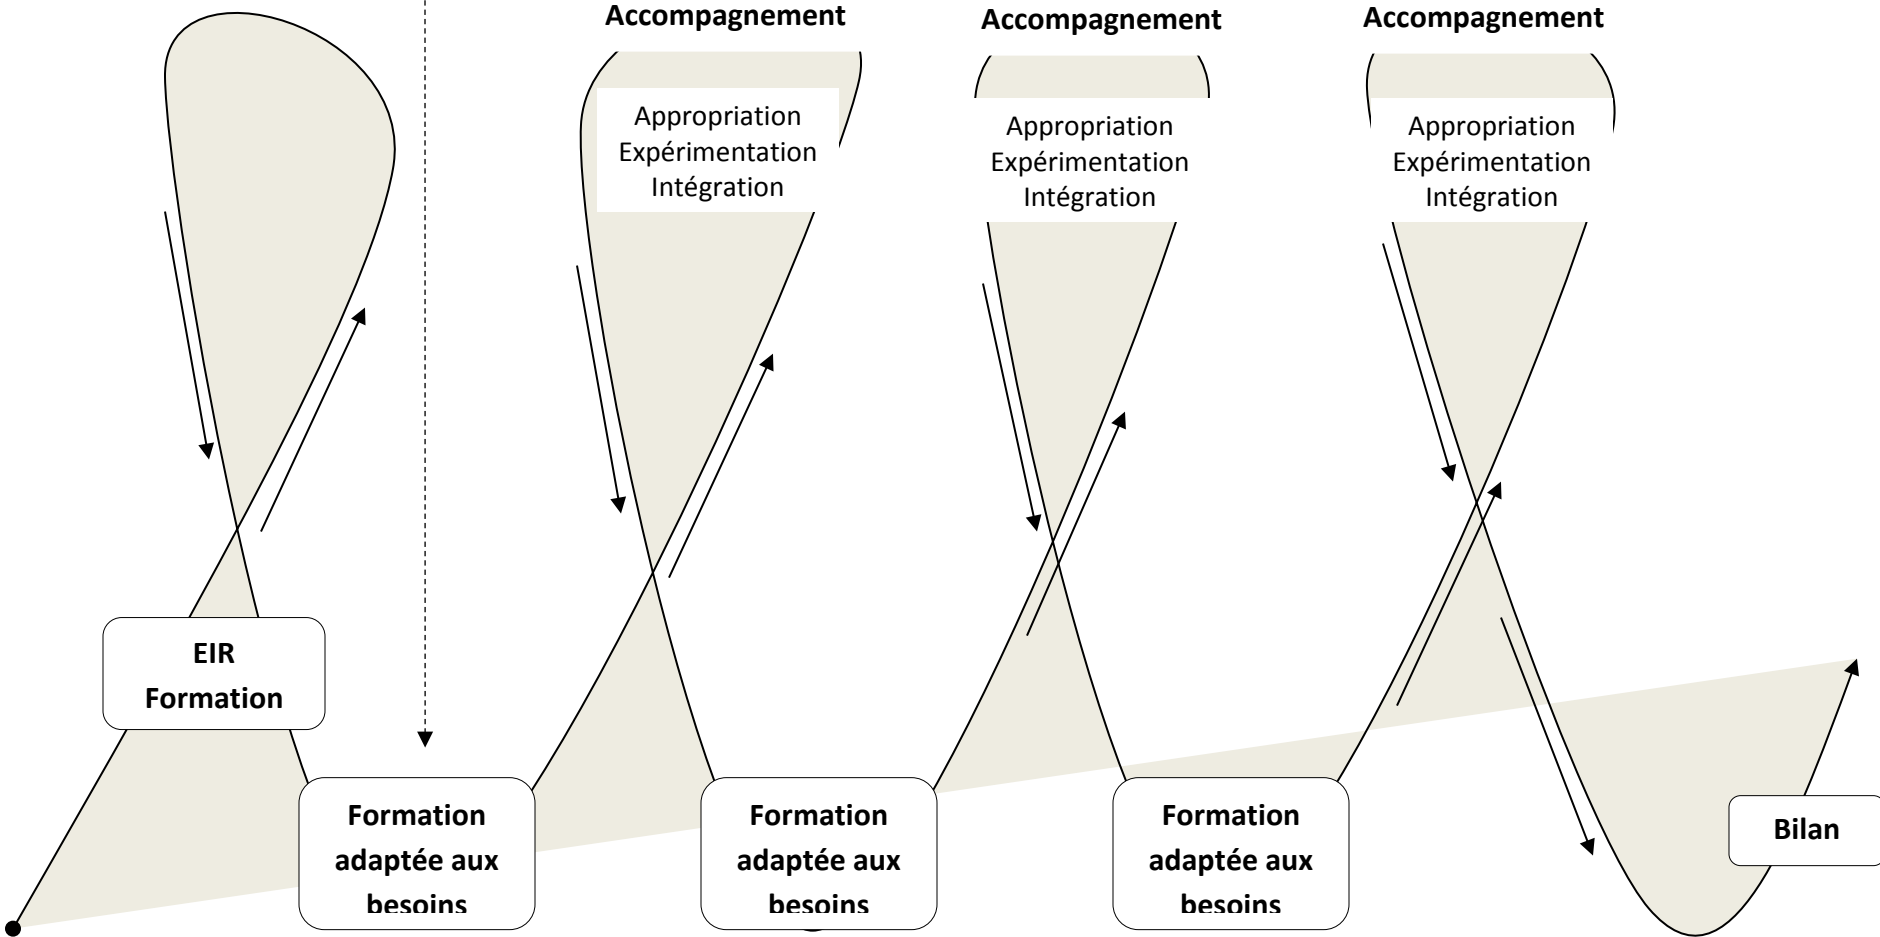 Accompagnement
Accompagnement
Accompagnement
Appropriation
Expérimentation
Intégration
Appropriation
Expérimentation
Intégration
Appropriation
Expérimentation
Intégration
EIR
Formation
Formation
adaptée aux
besoins
Formation
adaptée aux
besoins
Formation
adaptée aux
besoins
Bilan